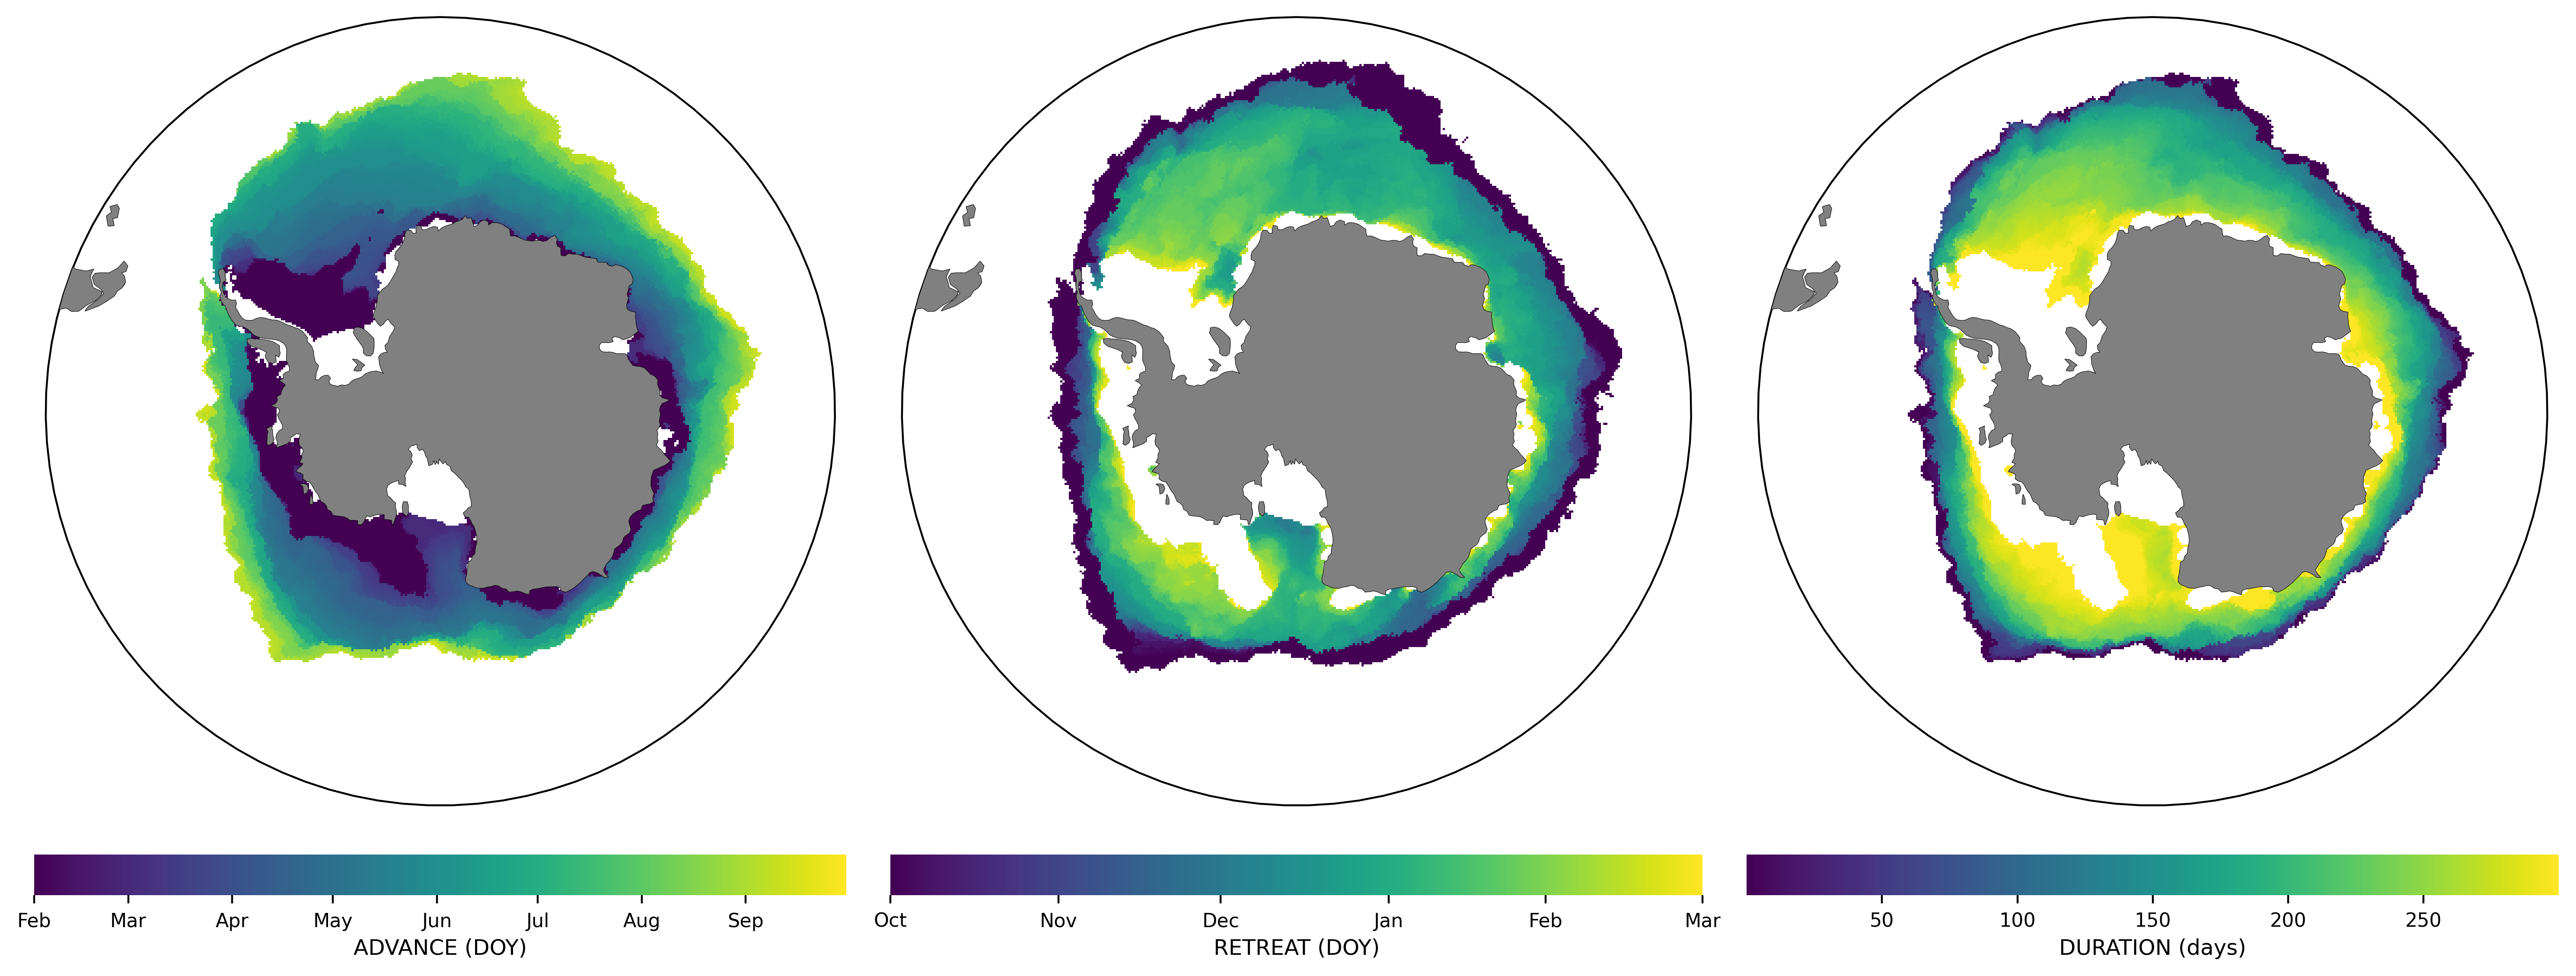 Feb Mar Apr May Jun Jul Aug Sep
ADVANCE (DOY)
Oct Nov Dec Jan Feb Mar
RETREAT (DOY)
50 100 150 200 250
DURATION (days)